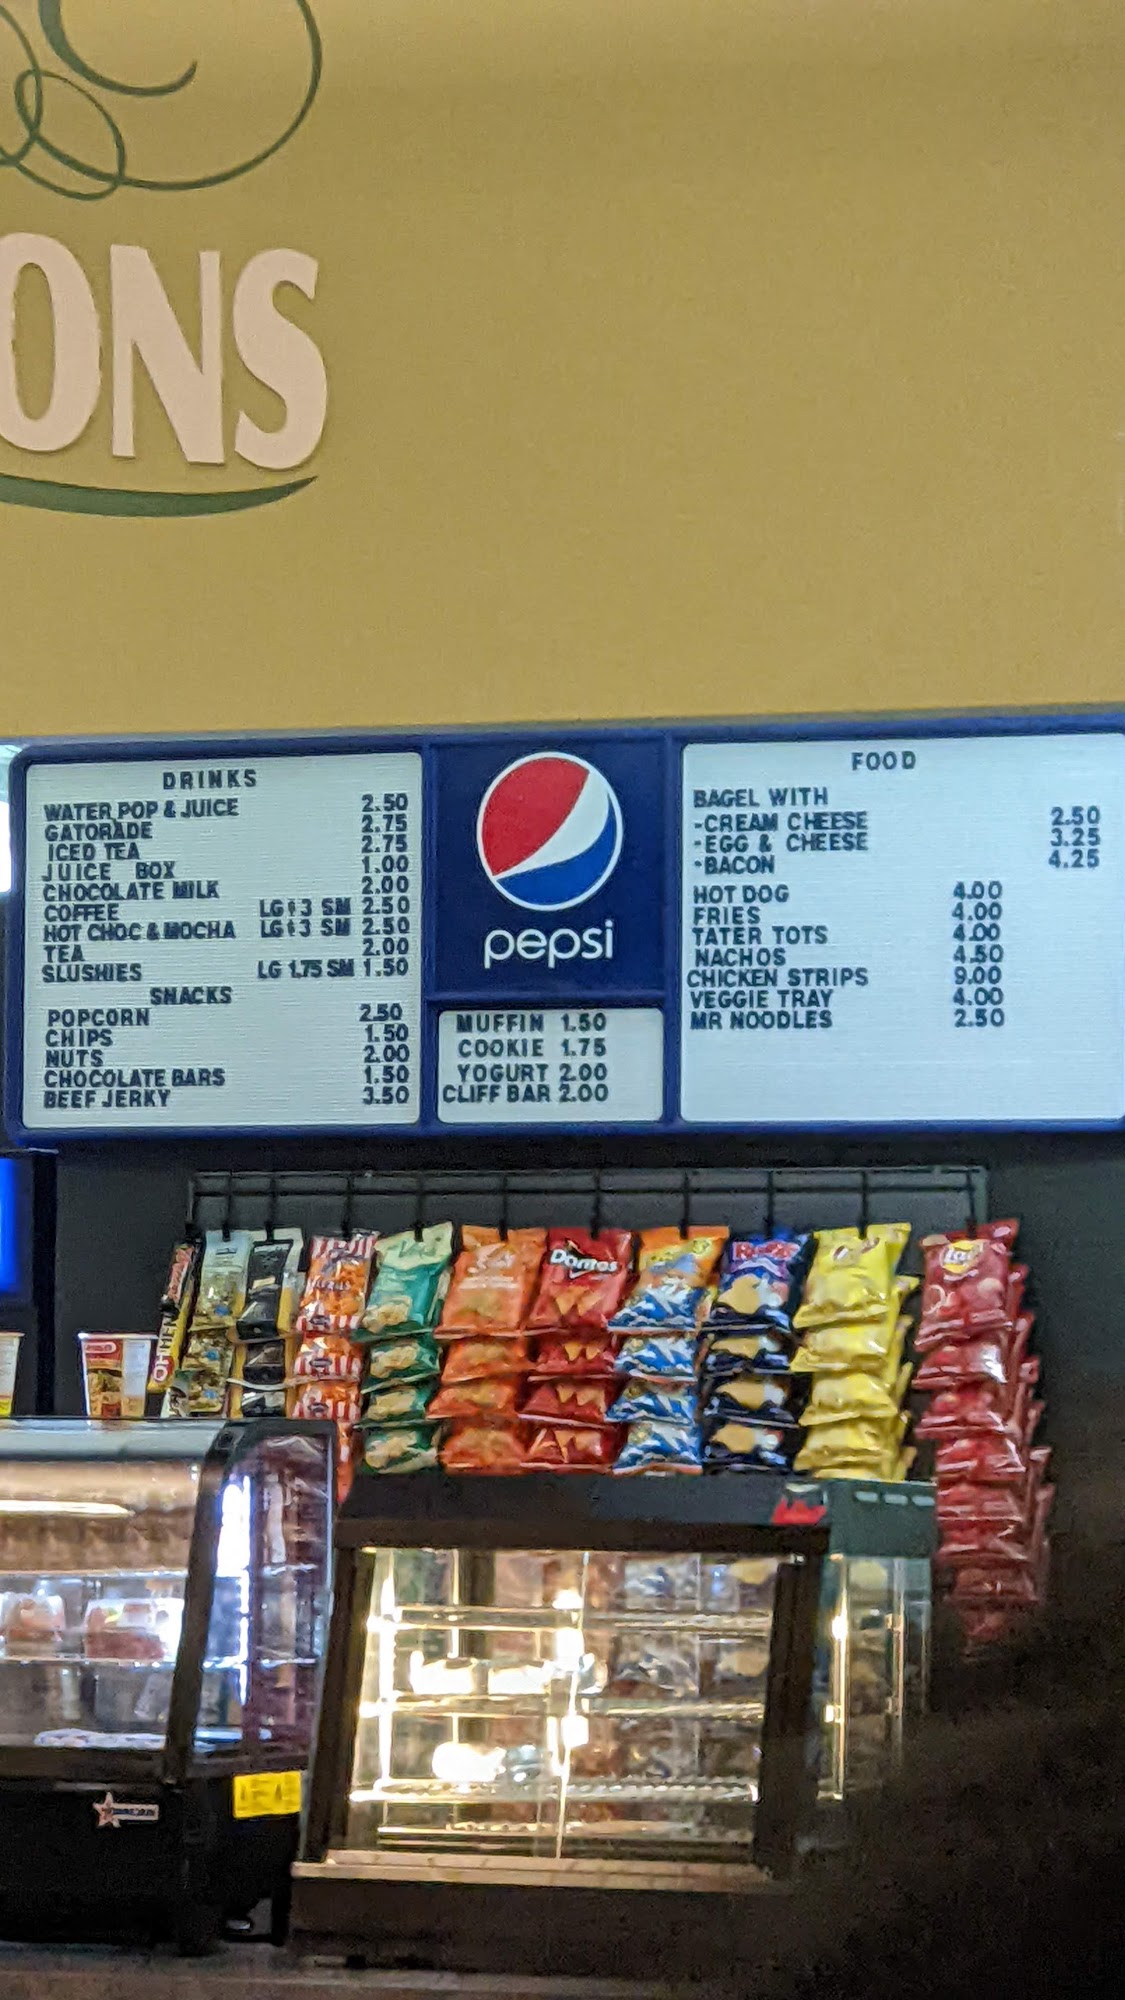 ONS
DRINKS
WATER POP & JUICE 2.50
GATORADE 2.75
ICED TEA 2.75
JUICE BOX 1.00
CHOCOLATE MILK 2.00
COFFEE LG $3 SM 2.50
HOT CHOC & MOCHA LG $3 SM 2.50
TEA 2.00
SLUSHIES LG 1.75 SM 1.50
SNACKS
POPCORN 2.50
CHIPS 1.50
NUTS 2.00
CHOCOLATE BARS 1.50
BEEF JERKY 3.50
pepsi
MUFFIN 1.50
COOKIE 1.75
YOGURT 2.00
CLIFF BAR 2.00
FOOD
BAGEL WITH
-CREAM CHEESE 2.50
-EGG & CHEESE 3.25
-BACON 4.25
HOT DOG 4.00
FRIES 4.00
TATER TOTS 4.00
NACHOS 4.50
CHICKEN STRIPS 9.00
VEGGIE TRAY 4.00
MR NOODLES 2.50
Doritos
Lay's